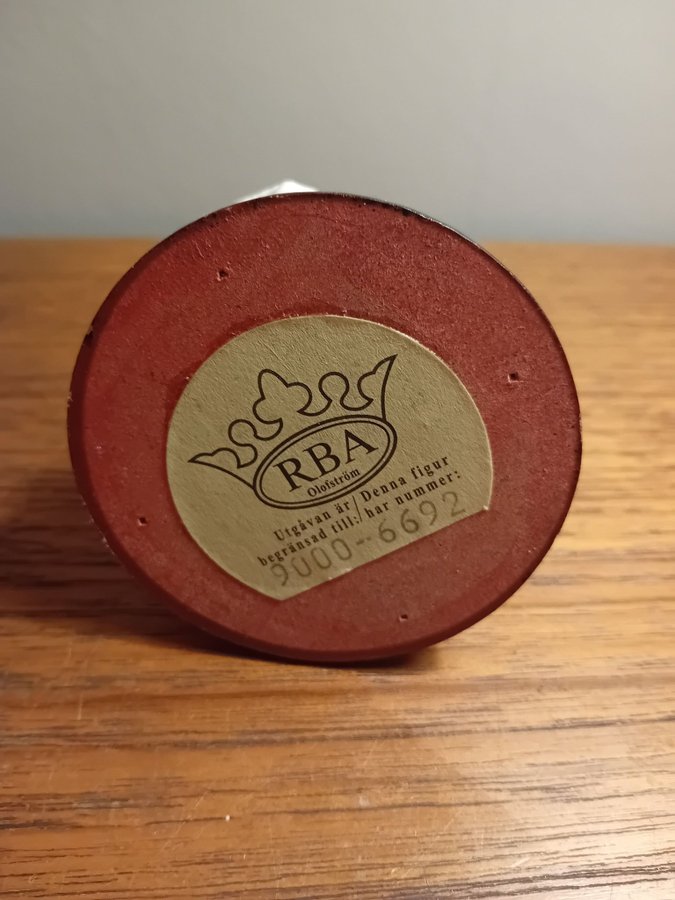 RBA
Olofström
Utgåvan är / Denna figur
begränsad till: / har nummer:
9000--6692